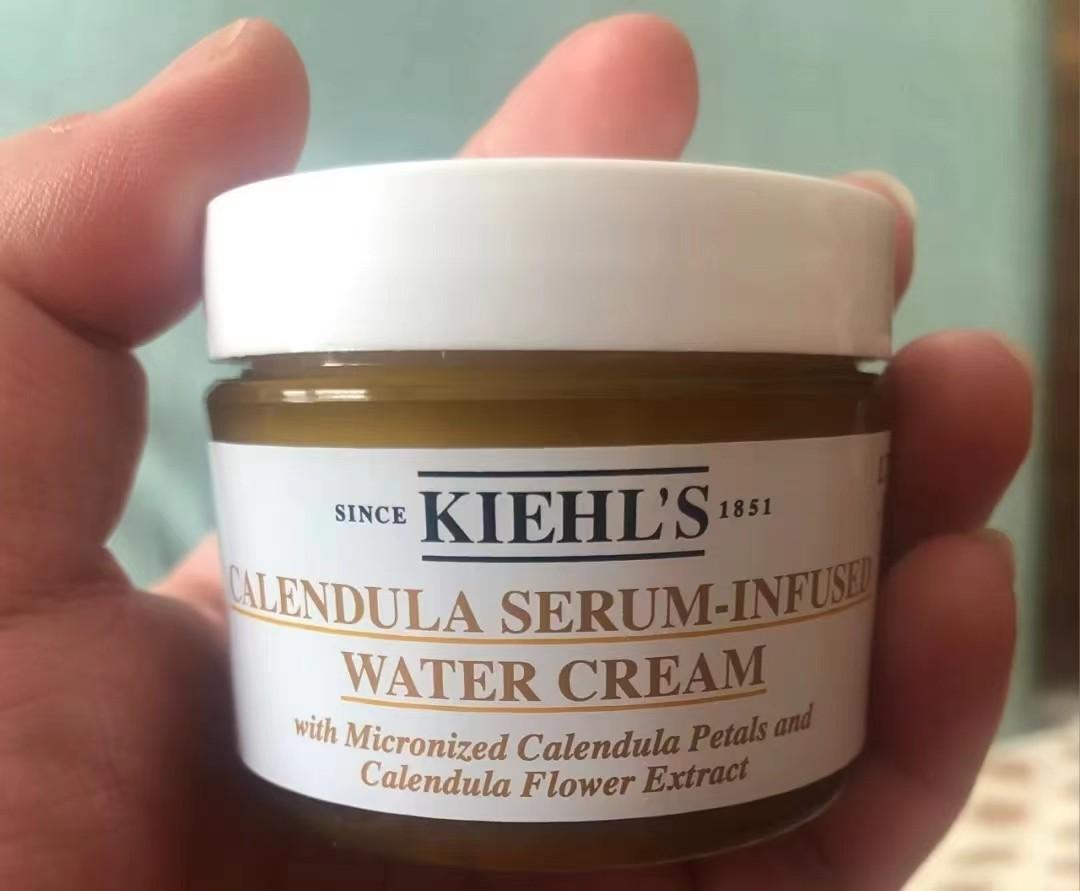 SINCE KIEHL'S 1851
CALENDULA SERUM-INFUSED
WATER CREAM
with Micronized Calendula Petals and
Calendula Flower Extract